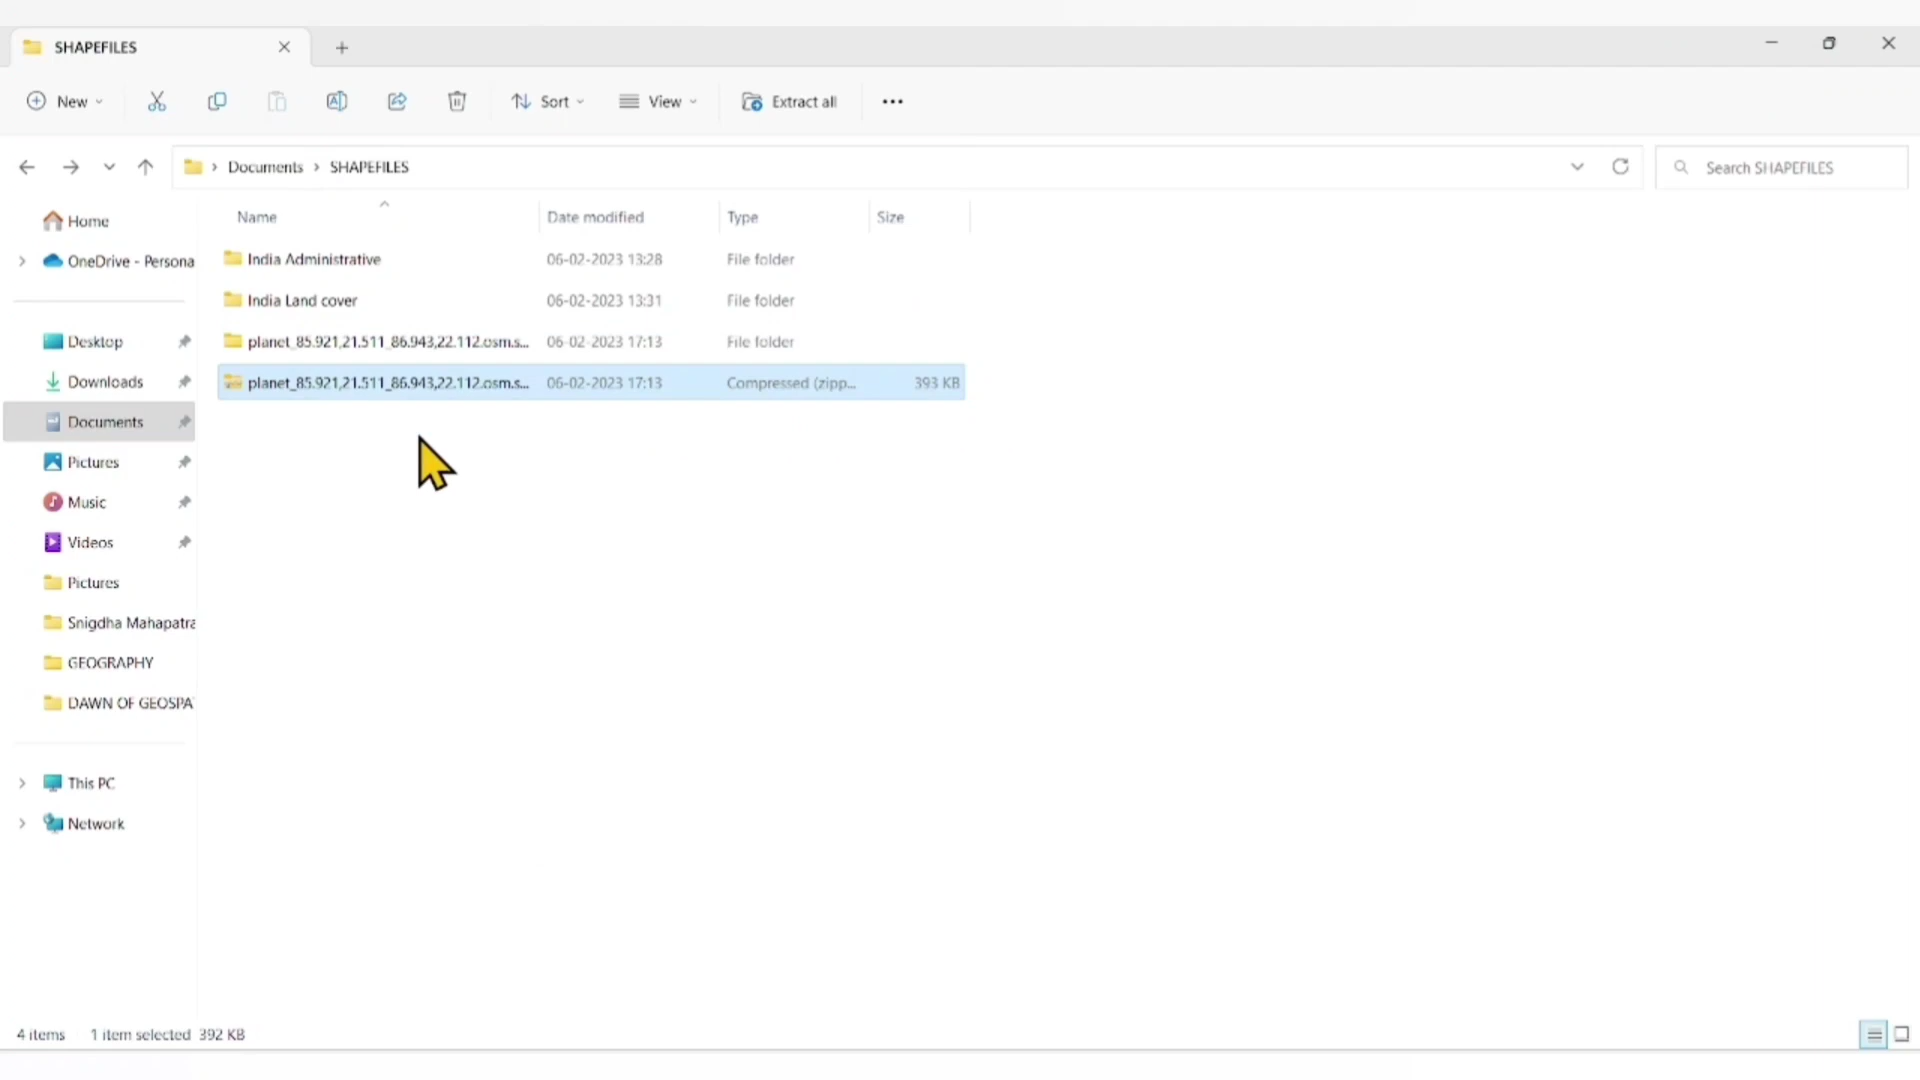 SHAPEFILES
New
Sort
View
Extract all
Documents > SHAPEFILES
Search SHAPEFILES
Name Date modified Type Size
India Administrative 06-02-2023 13:28 File folder
India Land cover 06-02-2023 13:31 File folder
planet_85.921,21.511_86.943,22.112.osm.s... 06-02-2023 17:13 File folder
planet_85.921,21.511_86.943,22.112.osm.s... 06-02-2023 17:13 Compressed (zipp... 393 KB
Home
OneDrive - Persona
Desktop
Downloads
Documents
Pictures
Music
Videos
Pictures
Snigdha Mahapatra
GEOGRAPHY
DAWN OF GEOSPA
This PC
Network
4 items 1 item selected 392 KB